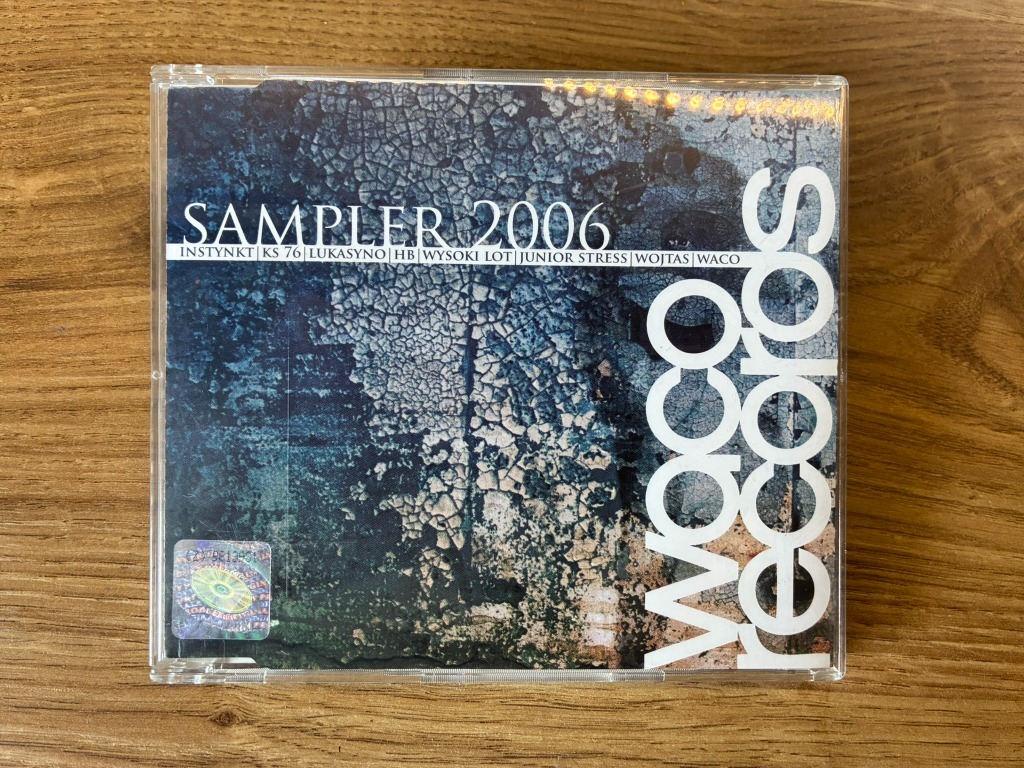 SAMPLER 2006
INSTYNKT|KS 76|LUKASYNO|HB|WYSOKI LOT|JUNIOR STRESS|WOJTAS|WACO
waco
records